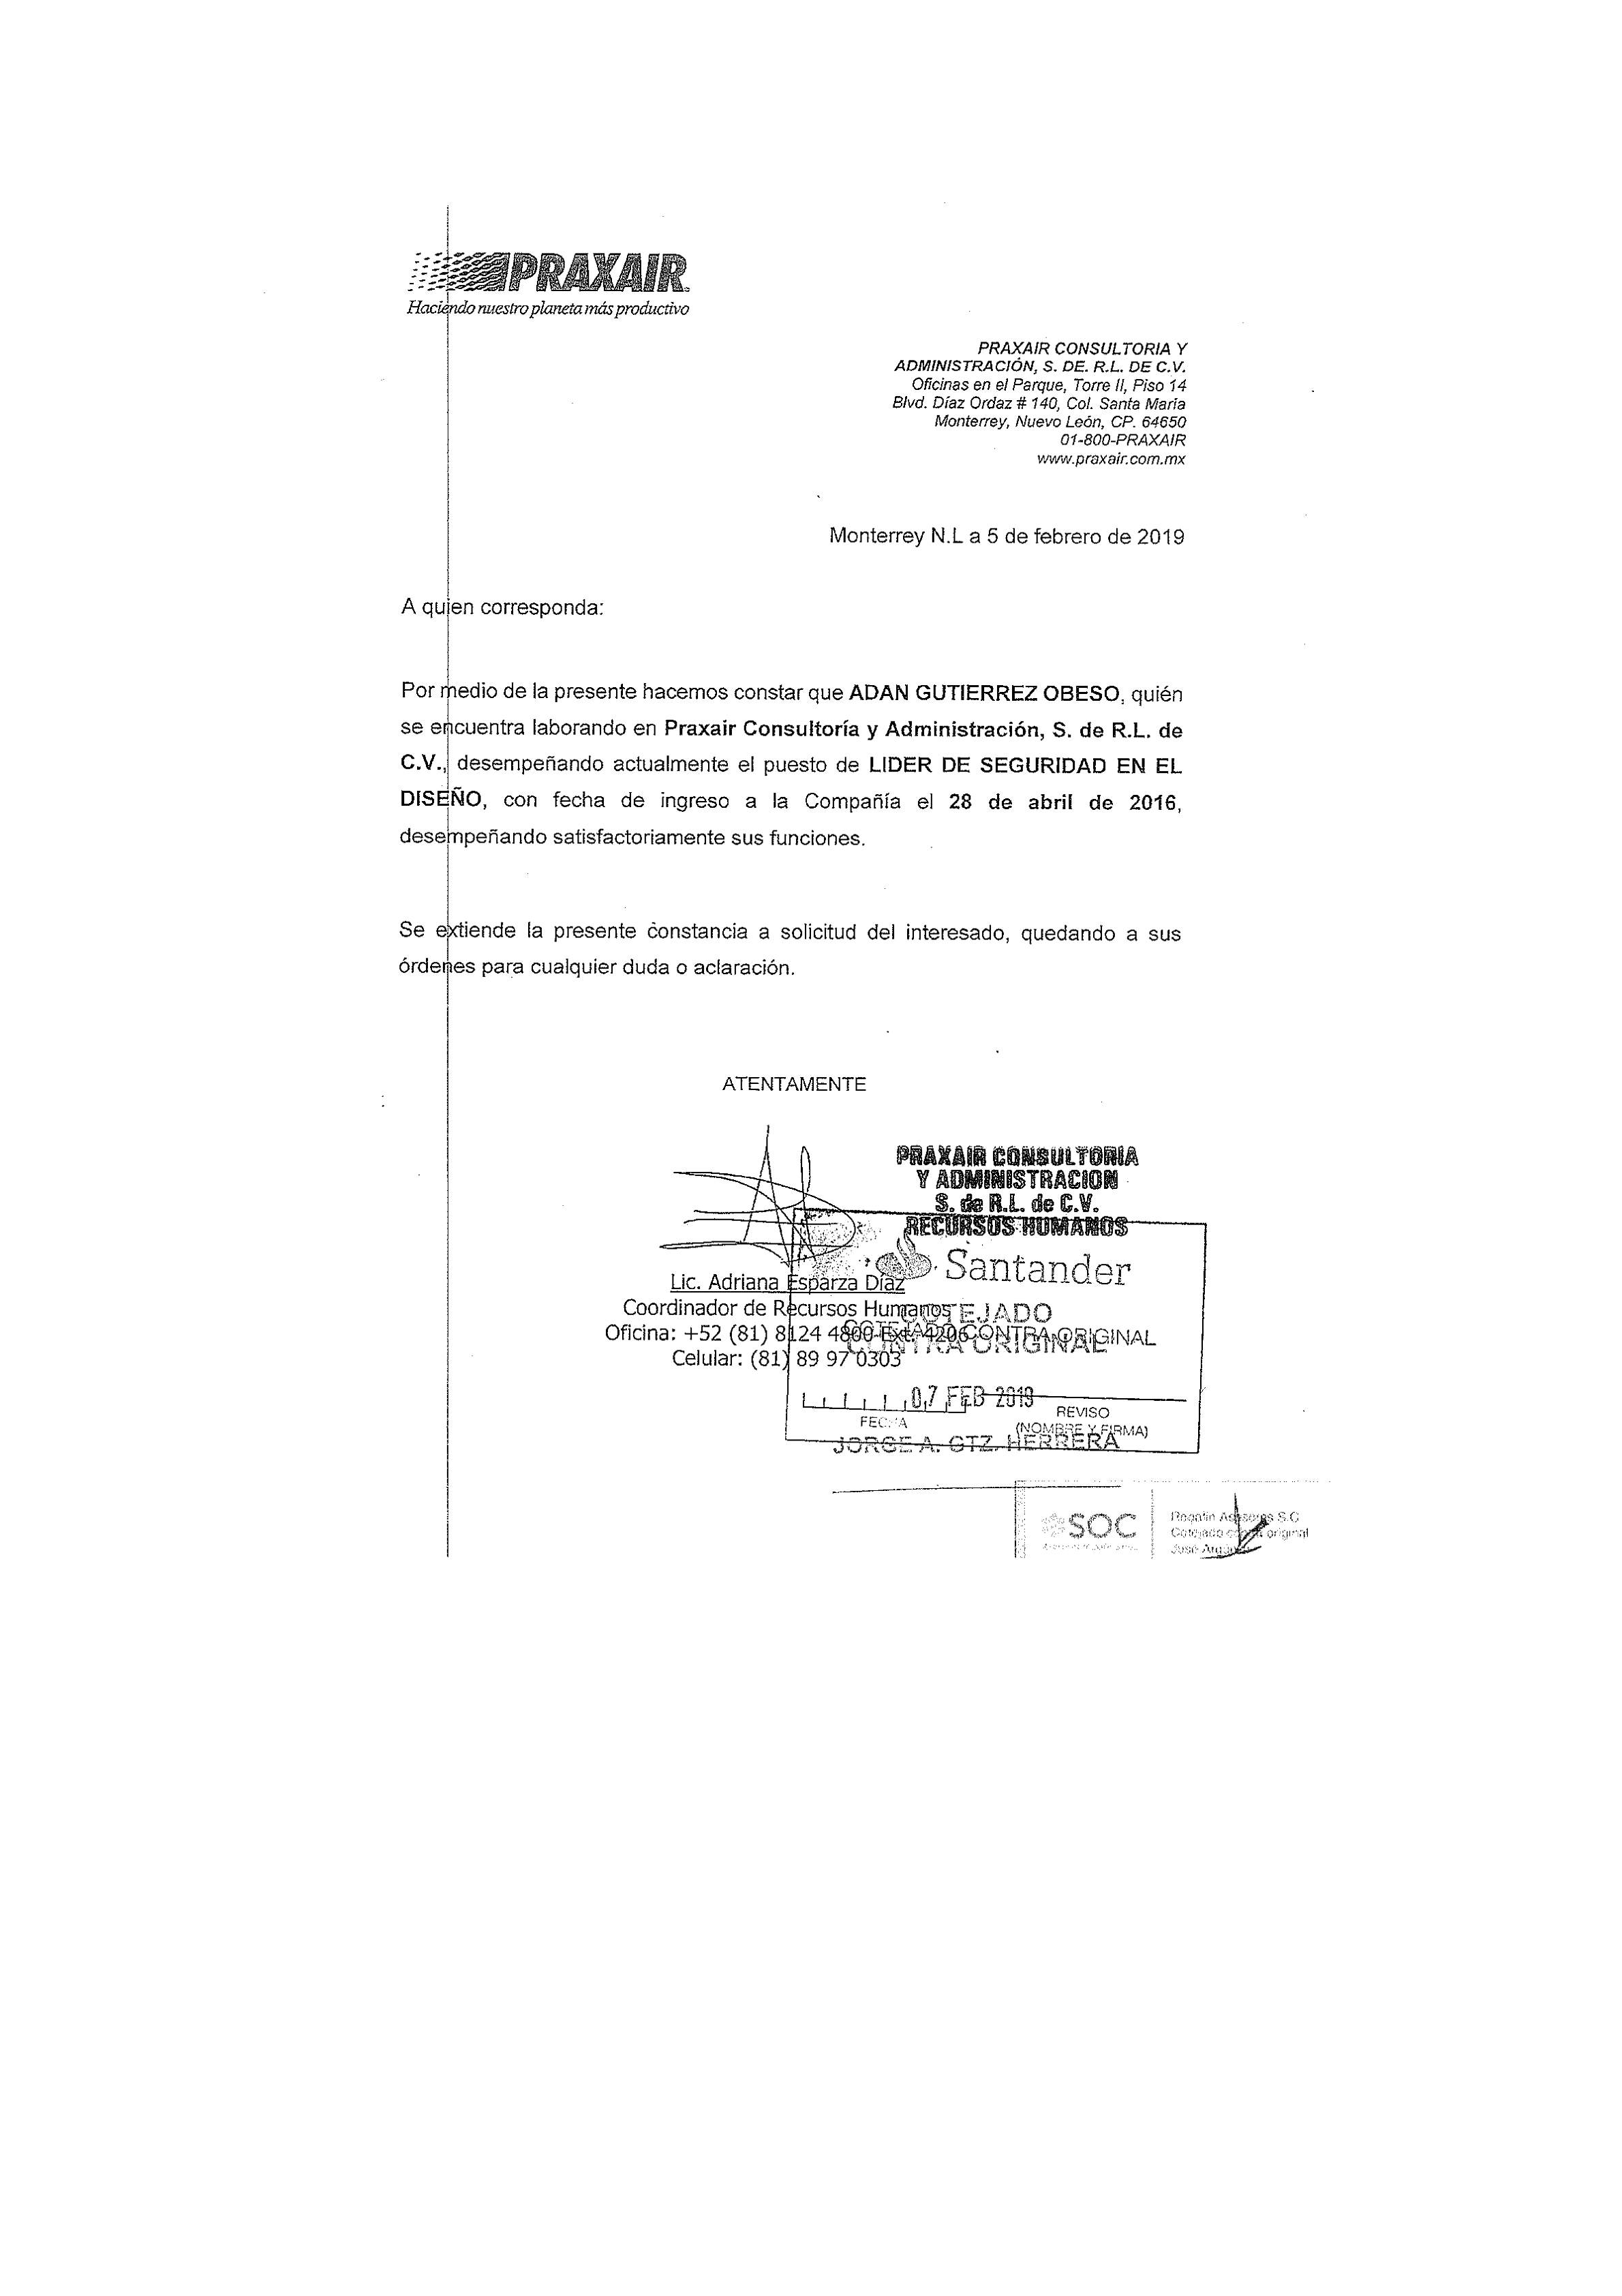 PRAXAIR
Haciendo nuestro planeta más productivo
PRAXAIR CONSULTORIA Y
ADMINISTRACIÓN, S. DE. R.L. DE C.V.
Oficinas en el Parque, Torre II, Piso 14
Blvd. Díaz Ordaz # 140, Col. Santa María
Monterrey, Nuevo León, CP. 64650
01-800-PRAXAIR
www.praxair.com.mx
Monterrey N.L a 5 de febrero de 2019
A quien corresponda:
Por medio de la presente hacemos constar que ADAN GUTIERREZ OBESO, quién
se encuentra laborando en Praxair Consultoría y Administración, S. de R.L. de
C.V., desempeñando actualmente el puesto de LIDER DE SEGURIDAD EN EL
DISEÑO, con fecha de ingreso a la Compañía el 28 de abril de 2016,
desempeñando satisfactoriamente sus funciones.
Se extiende la presente constancia a solicitud del interesado, quedando a sus
órdenes para cualquier duda o aclaración.
ATENTAMENTE
PRAXAIR CONSULTORIA
Y ADMINISTRACION
S. de R.L. de C.V.
RECURSOS HUMANOS
Santander
Lic. Adriana Esparza Díaz
Coordinador de Recursos Humanos
COTEJADO
Oficina: +52 (81) 8124 4800 Ext. 4206
COTEJADO CONTRA ORIGINAL
CONTRA ORIGINAL
Celular: (81) 89 97 0303
07 FEB 2019
FECHA
REVISO
(NOMBRE Y FIRMA)
JORGE A. GTZ. HERRERA
SOC
Asesores S.C
Cotejado contra original
José